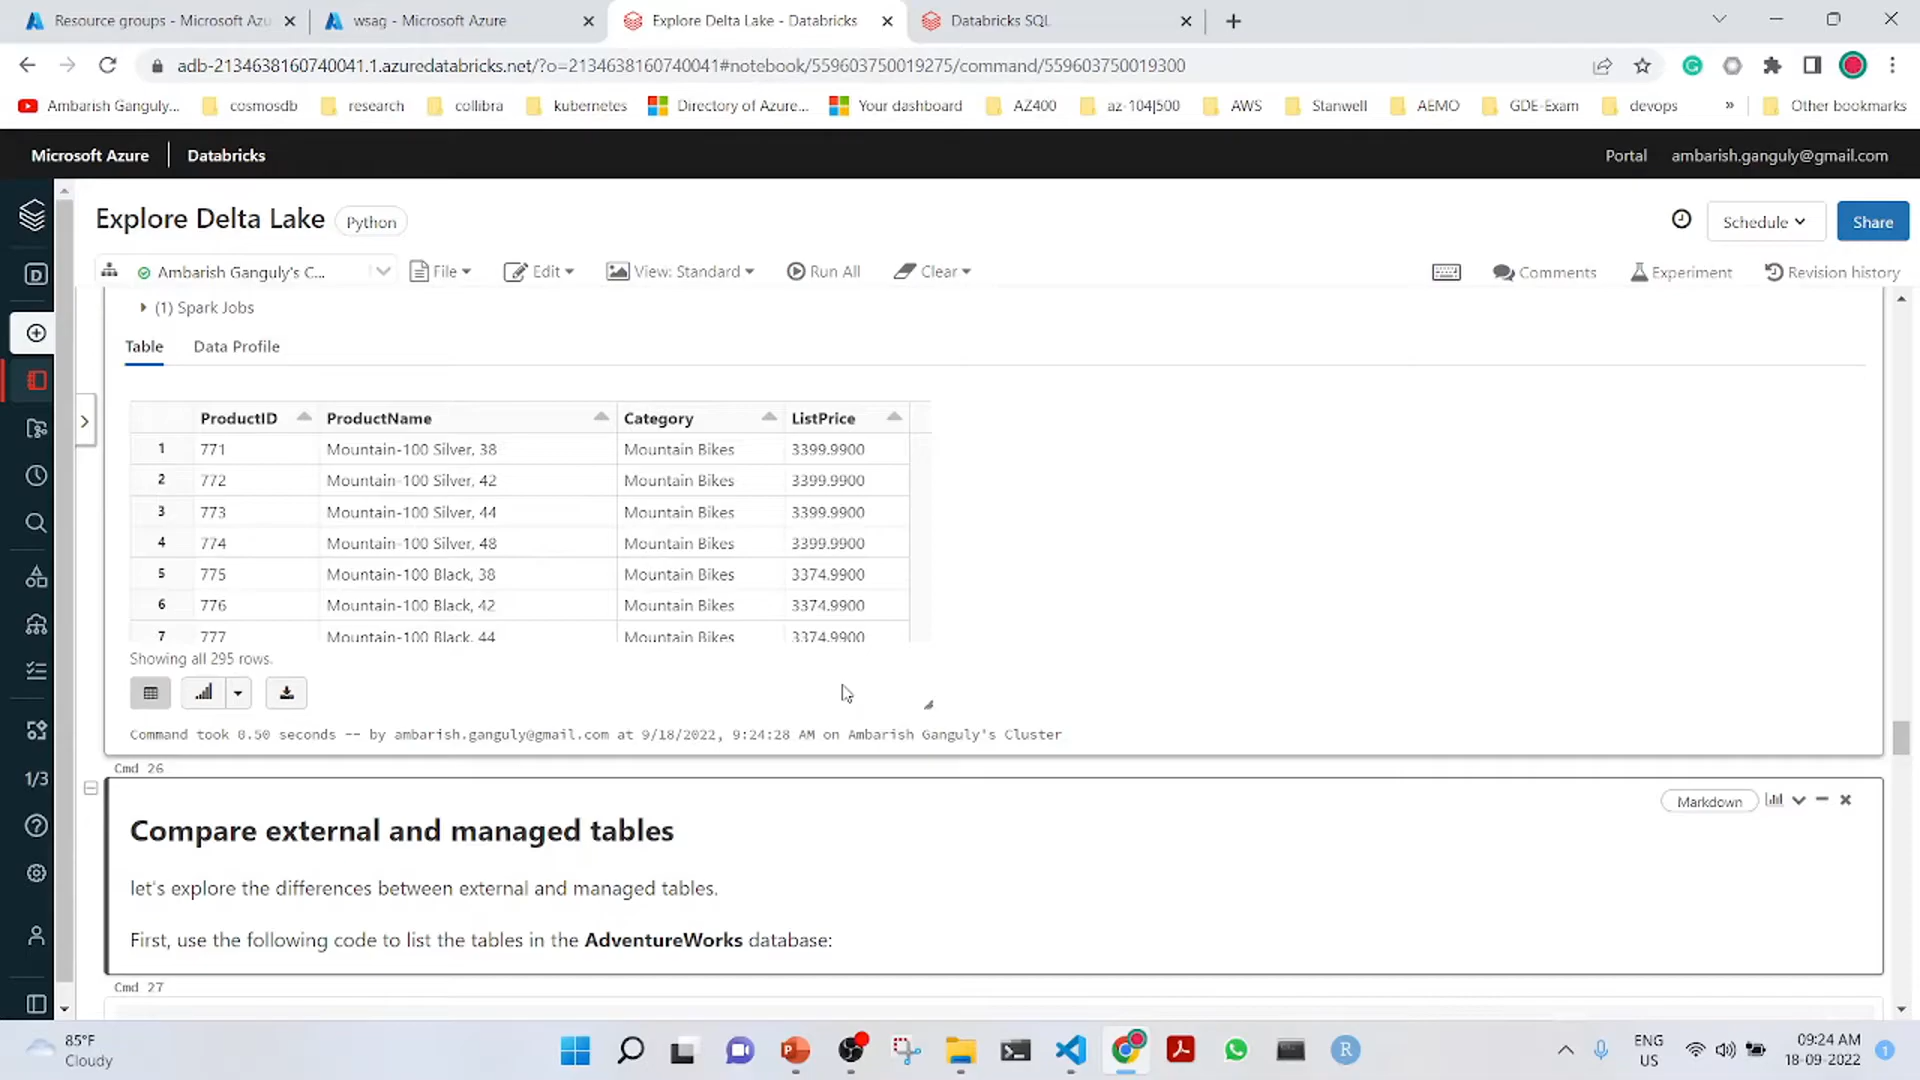 Resource groups - Microsoft Azu
wsag - Microsoft Azure
Explore Delta Lake - Databricks
Databricks SQL
adb-2134638160740041.1.azuredatabricks.net/?o=2134638160740041#notebook/559603750019275/command/559603750019300
Ambarish Ganguly...
cosmosdb
research
collibra
kubernetes
Directory of Azure...
Your dashboard
AZ400
az-104|500
AWS
Stanwell
AEMO
GDE-Exam
devops
»
Other bookmarks
Microsoft Azure
Databricks
Portal
ambarish.ganguly@gmail.com
Explore Delta Lake
Python
Schedule
Share
Ambarish Ganguly's C...
File
Edit
View: Standard
Run All
Clear
Comments
Experiment
Revision history
(1) Spark Jobs
Table
Data Profile
ProductID ProductName Category ListPrice
1 771 Mountain-100 Silver, 38 Mountain Bikes 3399.9900
2 772 Mountain-100 Silver, 42 Mountain Bikes 3399.9900
3 773 Mountain-100 Silver, 44 Mountain Bikes 3399.9900
4 774 Mountain-100 Silver, 48 Mountain Bikes 3399.9900
5 775 Mountain-100 Black, 38 Mountain Bikes 3374.9900
6 776 Mountain-100 Black, 42 Mountain Bikes 3374.9900
7 777 Mountain-100 Black, 44 Mountain Bikes 3374.9900
Showing all 295 rows.
Command took 0.50 seconds -- by ambarish.ganguly@gmail.com at 9/18/2022, 9:24:28 AM on Ambarish Ganguly's Cluster
Cmd 26
Markdown
Compare external and managed tables
let's explore the differences between external and managed tables.
First, use the following code to list the tables in the AdventureWorks database:
Cmd 27
1/3
85°F
Cloudy
ENG
US
09:24 AM
18-09-2022
1